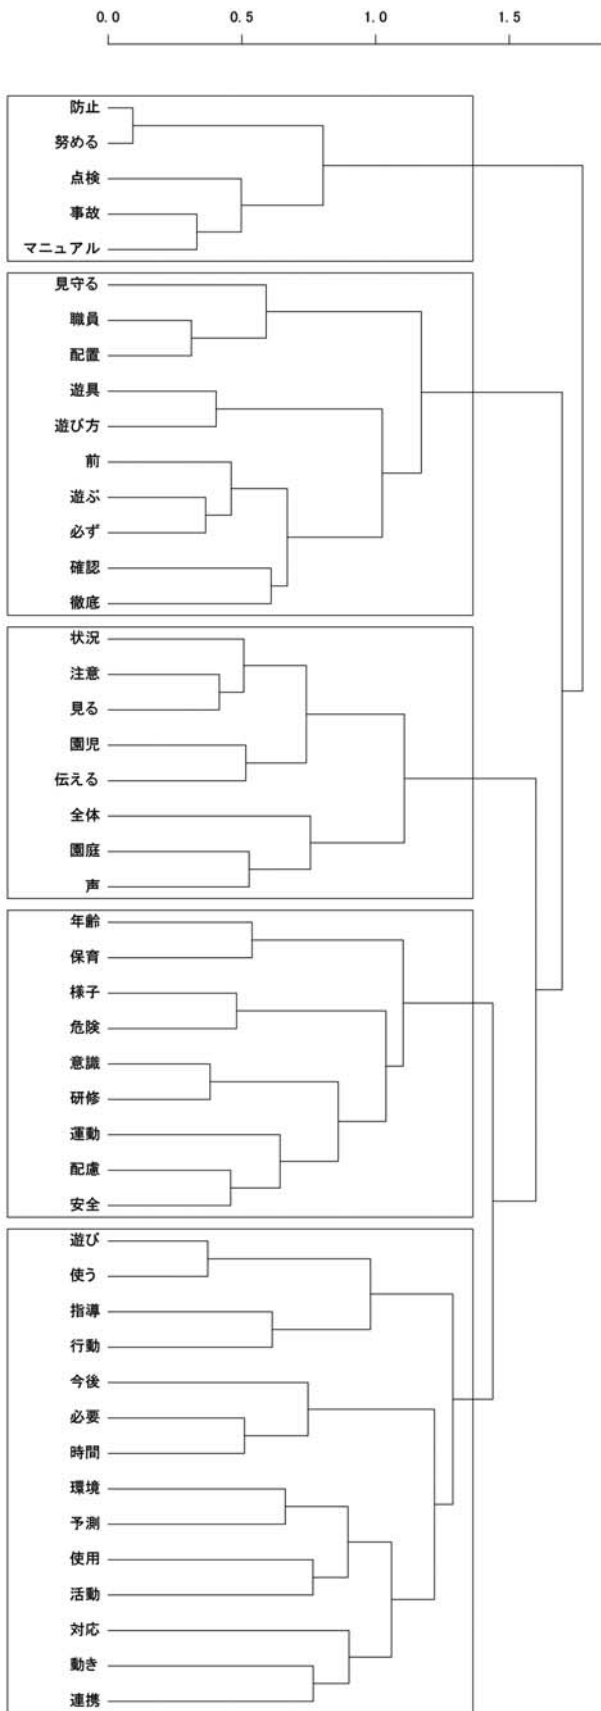 0.0 0.5 1.0 1.5
防止
努める
点検
事故
マニュアル
見守る
職員
配置
遊具
遊び方
前
遊ぶ
必ず
確認
徹底
状況
注意
見る
園児
伝える
全体
園庭
声
年齢
保育
様子
危険
意識
研修
運動
配慮
安全
遊び
使う
指導
行動
今後
必要
時間
環境
予測
使用
活動
対応
動き
連携